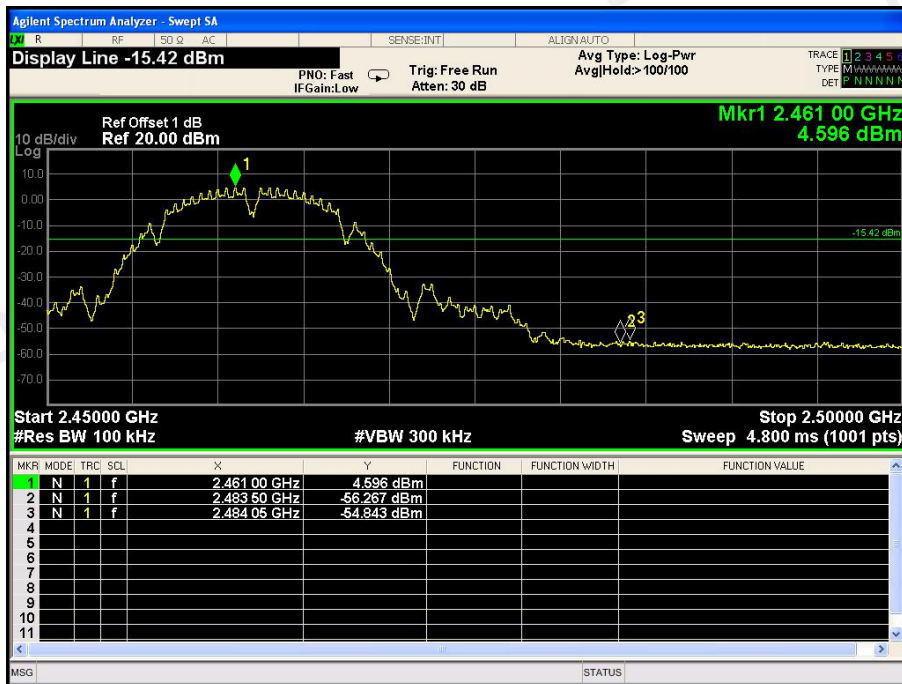 Agilent Spectrum Analyzer - Swept SA
LXI R RF 50 Ω AC SENSE:INT ALIGN AUTO
Display Line -15.42 dBm
PNO: Fast
IFGain:Low
Trig: Free Run
Atten: 30 dB
Avg Type: Log-Pwr
Avg|Hold:> 100/100
TRACE 1 2 3 4 5 6
TYPE M
DET P N N N N N
Mkr1 2.461 00 GHz
4.596 dBm
Ref Offset 1 dB
10 dB/div Ref 20.00 dBm
Log
10.0
0.00
-10.0
-20.0
-30.0
-40.0
-50.0
-60.0
-70.0
1
-15.42 dBm
2 3
Start 2.45000 GHz Stop 2.50000 GHz
#Res BW 100 kHz #VBW 300 kHz Sweep 4.800 ms (1001 pts)
MKR MODE TRC SCL X Y FUNCTION FUNCTION WIDTH FUNCTION VALUE
1 N 1 f 2.461 00 GHz 4.596 dBm
2 N 1 f 2.483 50 GHz -56.267 dBm
3 N 1 f 2.484 05 GHz -54.843 dBm
4
5
6
7
8
9
10
11
MSG STATUS